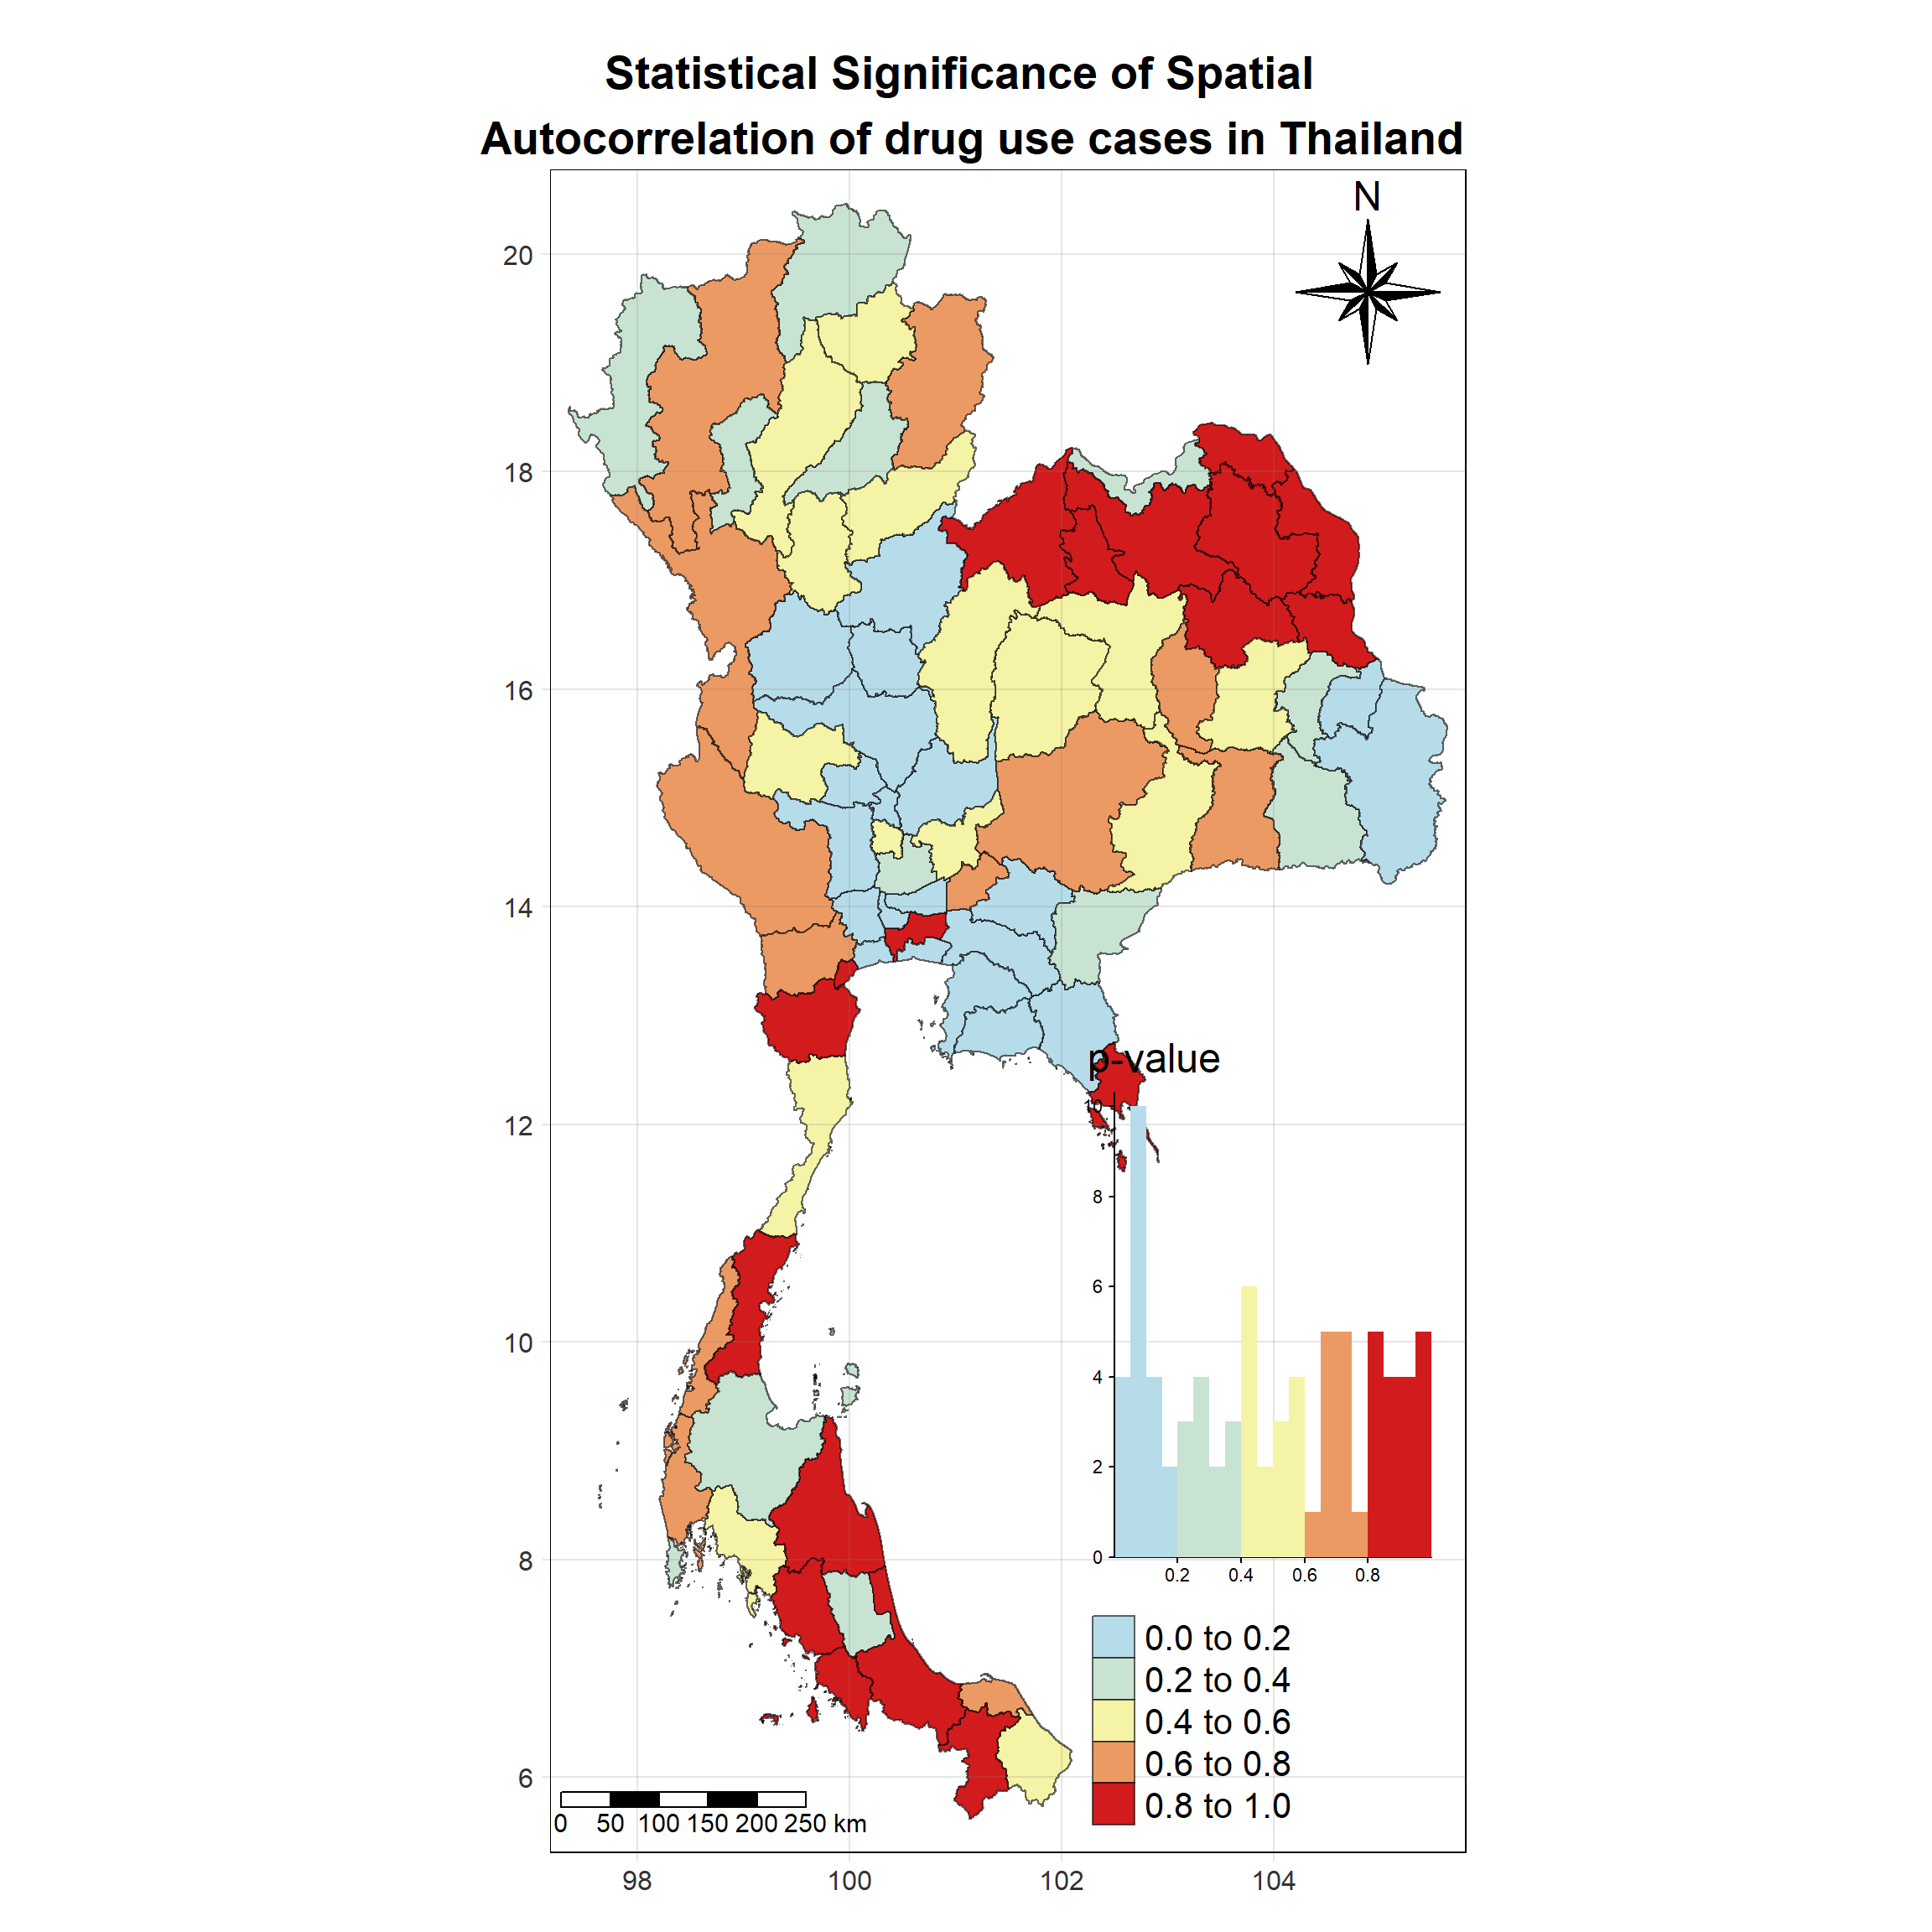 Statistical Significance of Spatial
Autocorrelation of drug use cases in Thailand
N
20
18
16
14
12
10
8
6
p-value
10
8
6
4
2
0
0.2 0.4 0.6 0.8
0.0 to 0.2
0.2 to 0.4
0.4 to 0.6
0.6 to 0.8
0.8 to 1.0
0 50 100 150 200 250 km
98 100 102 104